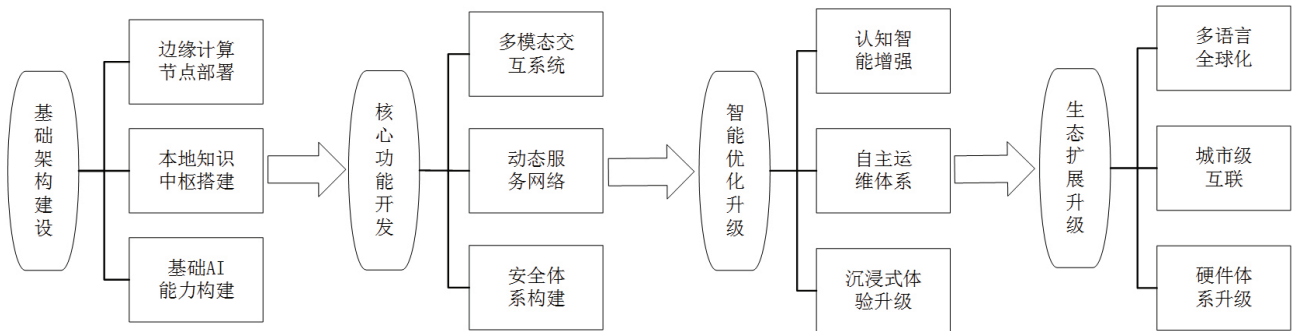 基础架构建设
边缘计算
节点部署
本地知识
中枢搭建
基础AI
能力构建
核心功能开发
多模态交
互系统
动态服
务网络
安全体
系构建
智能优化升级
认知智
能增强
自主运
维体系
沉浸式体
验升级
生态扩展升级
多语言
全球化
城市级
互联
硬件体
系升级